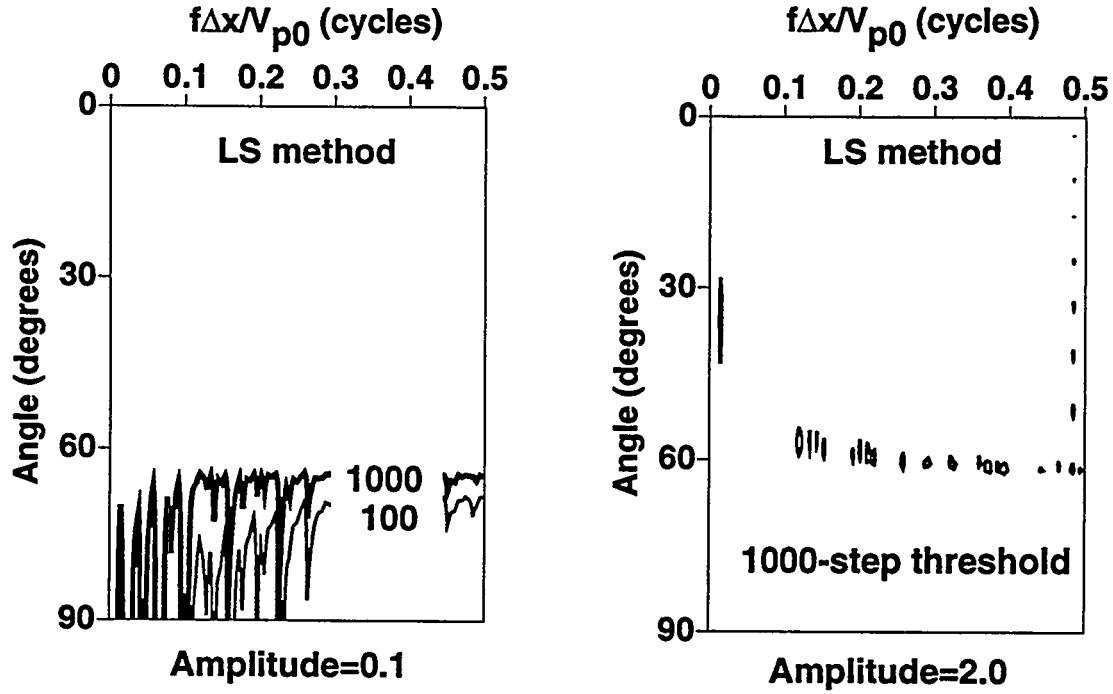 fΔx/Vp0 (cycles)
0 0.1 0.2 0.3 0.4 0.5
0
LS method
30
Angle (degrees)
60
1000
100
90
Amplitude=0.1
fΔx/Vp0 (cycles)
0 0.1 0.2 0.3 0.4 0.5
0
LS method
30
Angle (degrees)
60
1000-step threshold
90
Amplitude=2.0